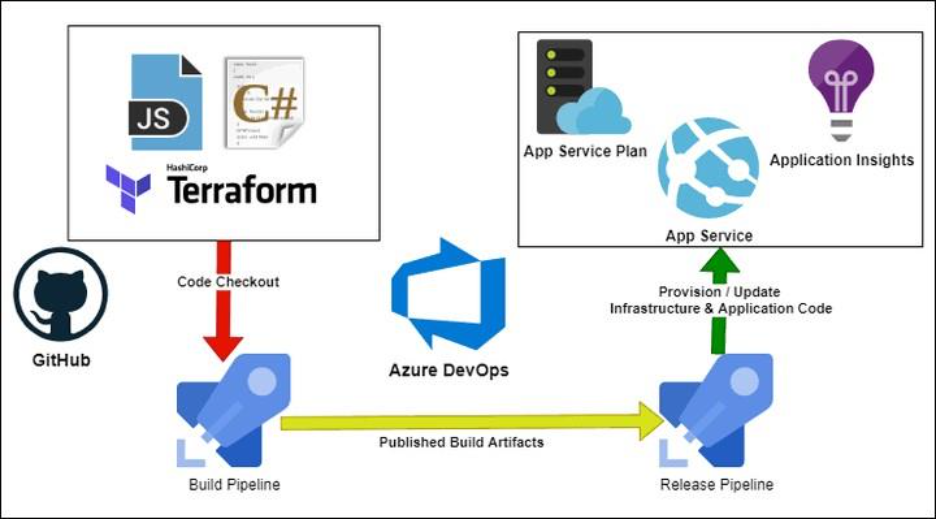 JS
C#
HashiCorp
Terraform
App Service Plan
Application Insights
App Service
Code Checkout
Provision / Update
Infrastructure & Application Code
GitHub
Azure DevOps
Published Build Artifacts
Build Pipeline
Release Pipeline